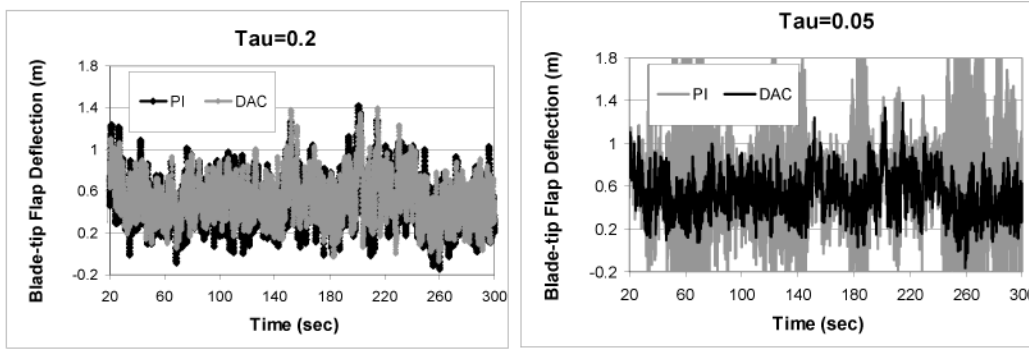 Tau=0.2
Blade-tip Flap Deflection (m)
1.8
1.4
1
0.6
0.2
-0.2
PI DAC
20 60 100 140 180 220 260 300
Time (sec)
Tau=0.05
Blade-tip Flap Deflection (m)
1.8
1.4
1
0.6
0.2
-0.2
PI DAC
20 60 100 140 180 220 260 300
Time (sec)